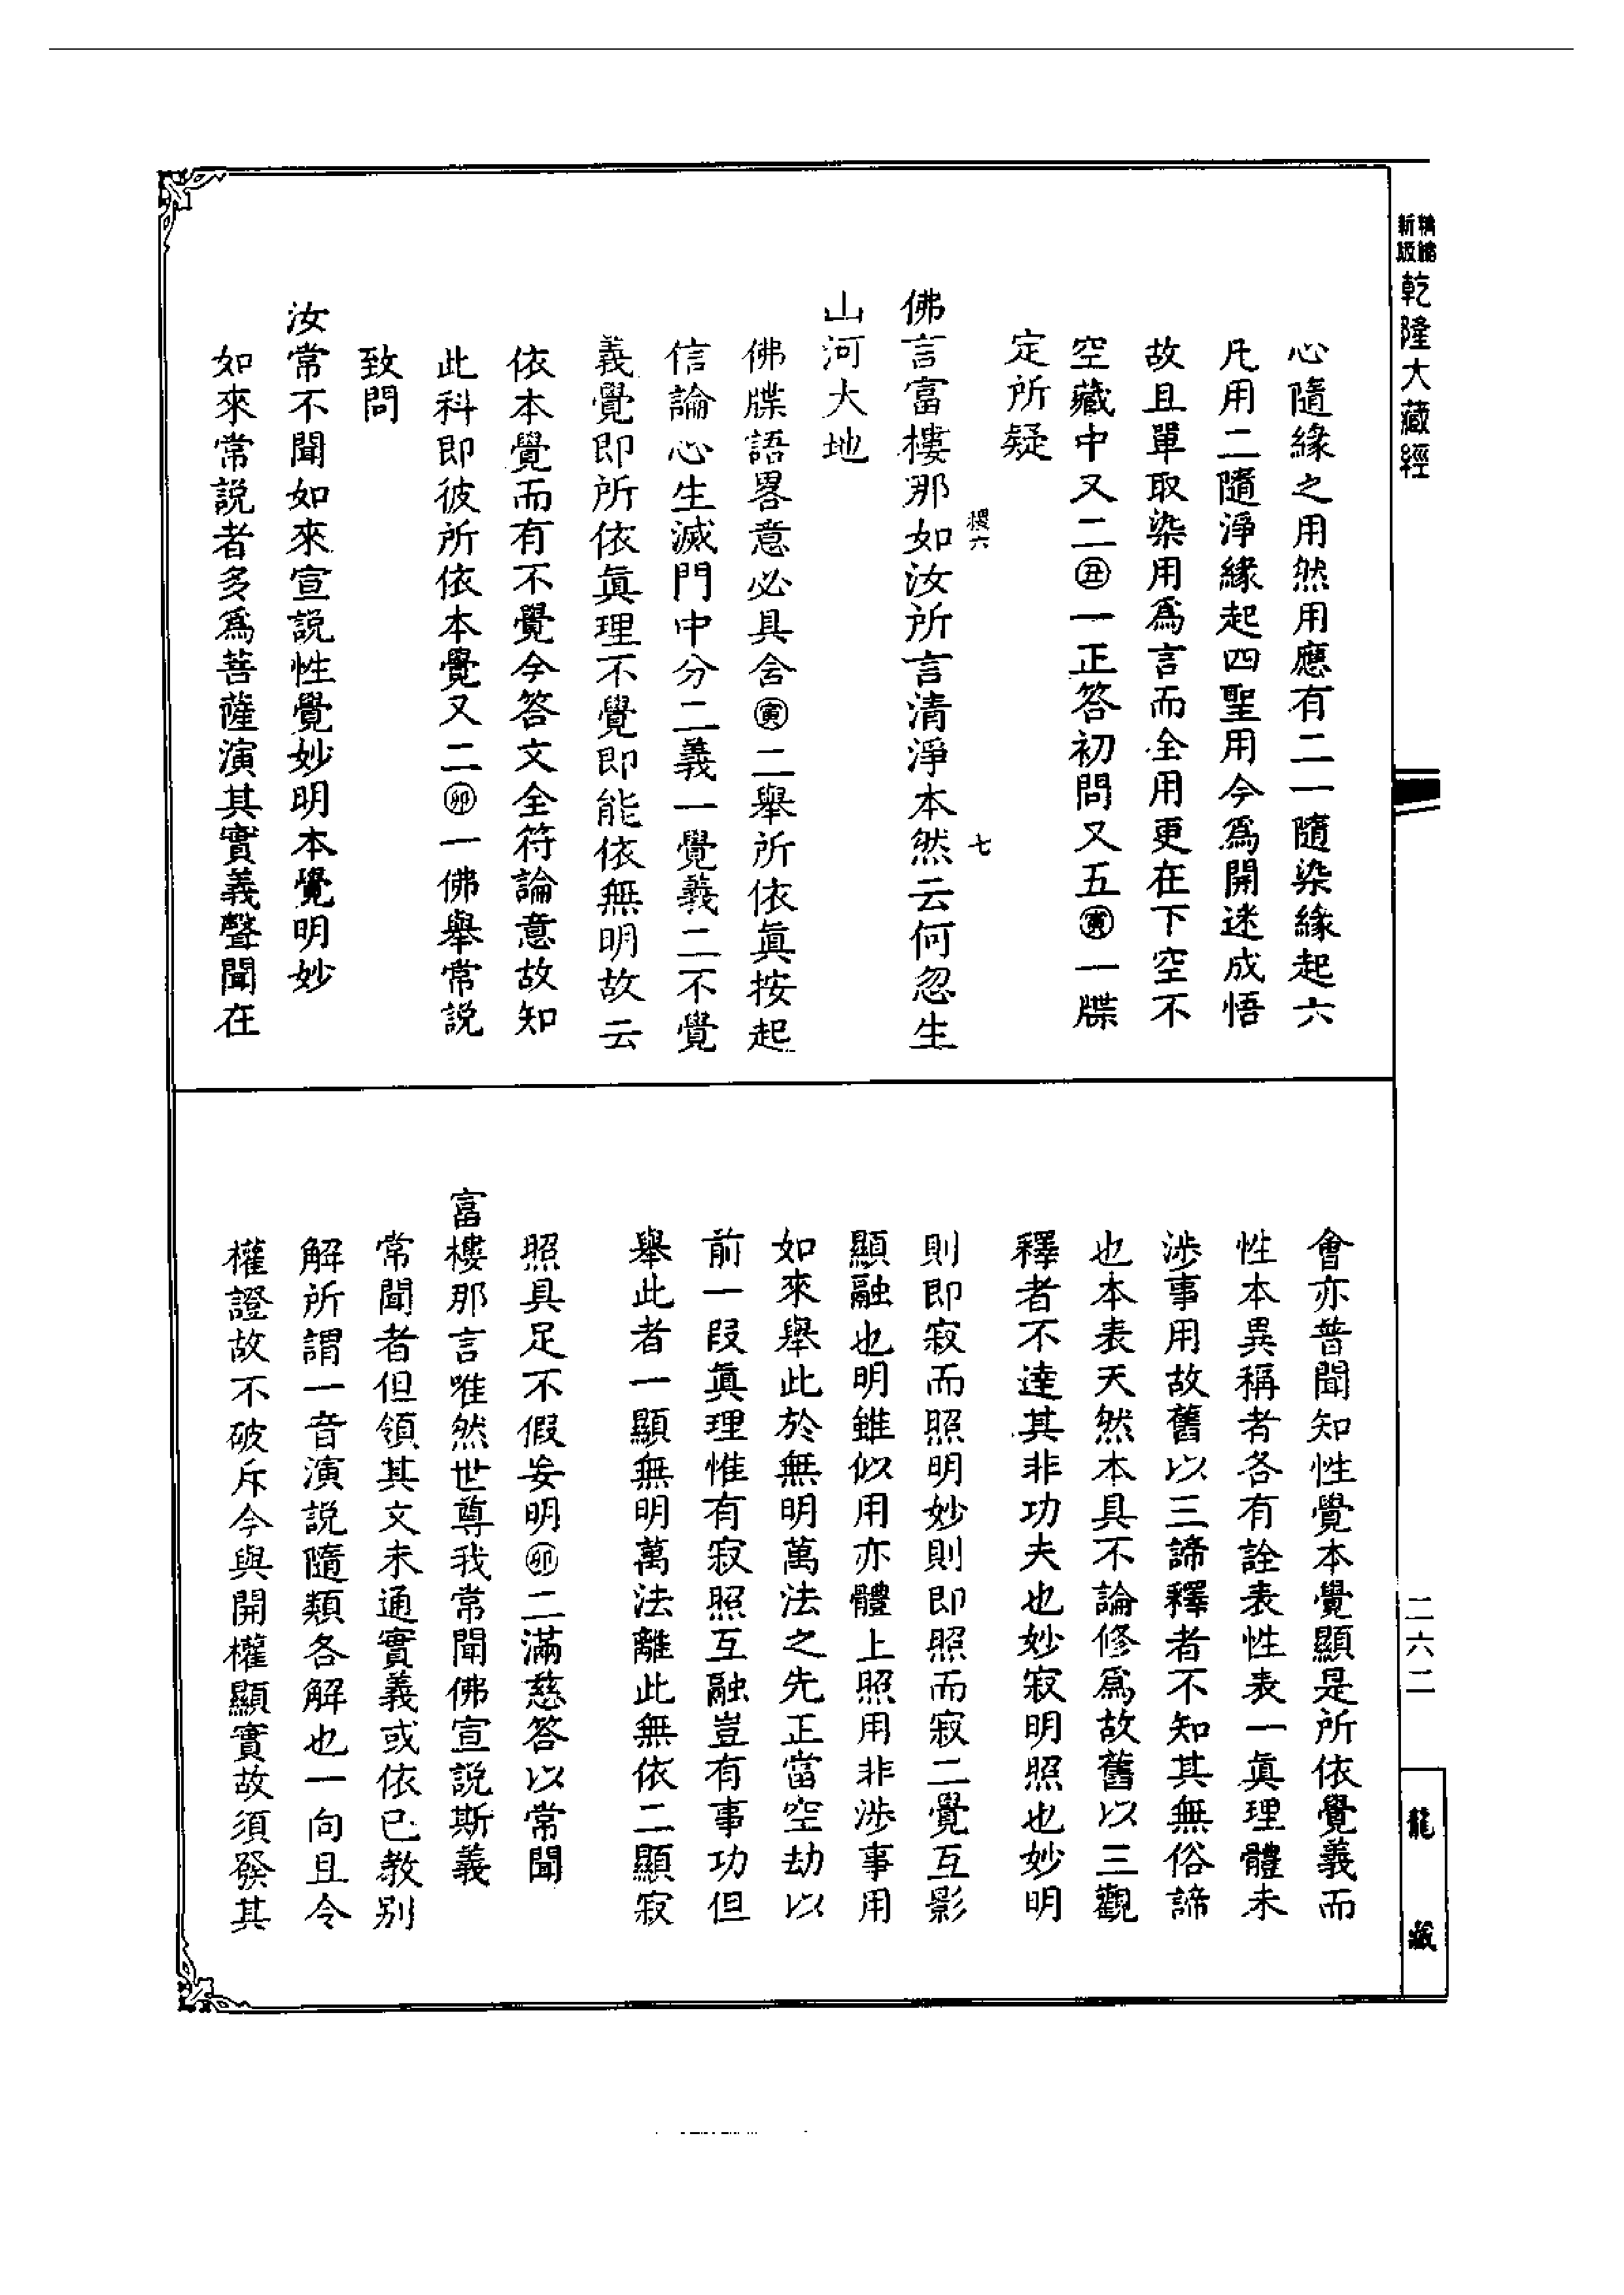 精縮
新版
乾隆大藏經
心隨緣之用然用應有二一隨染緣起六
凡用二隨淨緣起四聖用今爲開迷成悟
故且單取染用爲言而全用更在下空不
空藏中又二㊄一正答初問又五㊅一牒
定所疑
佛言富樓那如汝所言清淨本然云何忽生
山河大地
佛牒語畧意必具含㊅二舉所依眞按起
信論心生滅門中分二義一覺義二不覺
義覺即所依眞理不覺即能依無明故云
依本覺而有不覺今答文全符論意故知
此科即彼所依本覺又二卯一佛舉常説
致問
汝常不聞如來宣説性覺妙明本覺明妙
如來常説者多爲菩薩演其實義聲聞在
六
七
會亦普聞知性覺本覺顯是所依覺義而
性本異稱者各有詮表性表一眞理體未
涉事用故舊以三諦釋者不知其無俗諦
也本表天然本具不論修爲故舊以三觀
釋者不達其非功夫也妙寂明照也妙明
則即寂而照明妙則即照而寂二覺互影
顯融也明雖似用亦體上照用非涉事用
如來舉此於無明萬法之先正當空劫以
前一段眞理惟有寂照互融豈有事功但
舉此者一顯無明萬法離此無依二顯寂
照具足不假妄明卯二滿慈答以常聞
富樓那言唯然世尊我常聞佛宣説斯義
常聞者但領其文未通實義或依已教別
解所謂一音演説隨類各解也一向且令
權證故不破斥今與開權顯實故須發其
二六二
龍藏